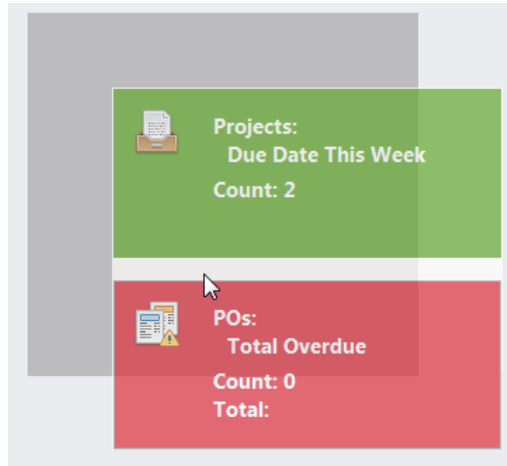 Projects:
Due Date This Week
Count: 2
POs:
Total Overdue
Count: 0
Total: